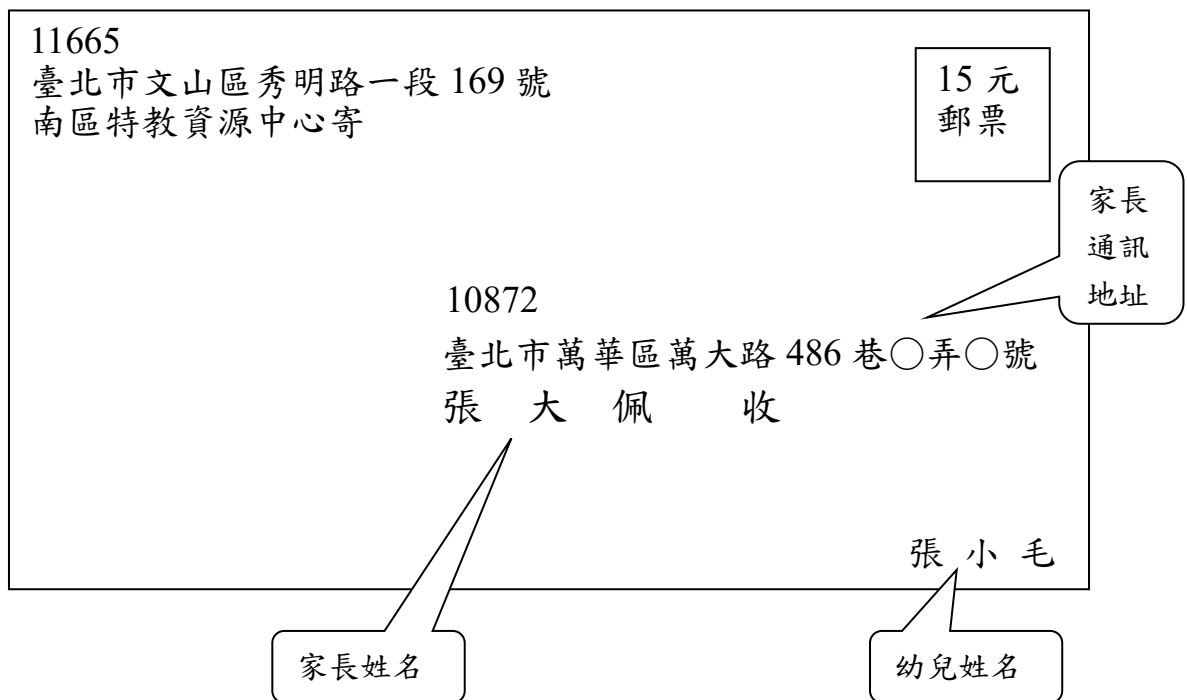 11665
臺北市文山區秀明路一段 169 號
南區特教資源中心寄
15 元
郵票
家長
通訊
地址
10872
臺北市萬華區萬大路 486 巷○弄○號
張 大 佩 收
張 小 毛
家長姓名
幼兒姓名